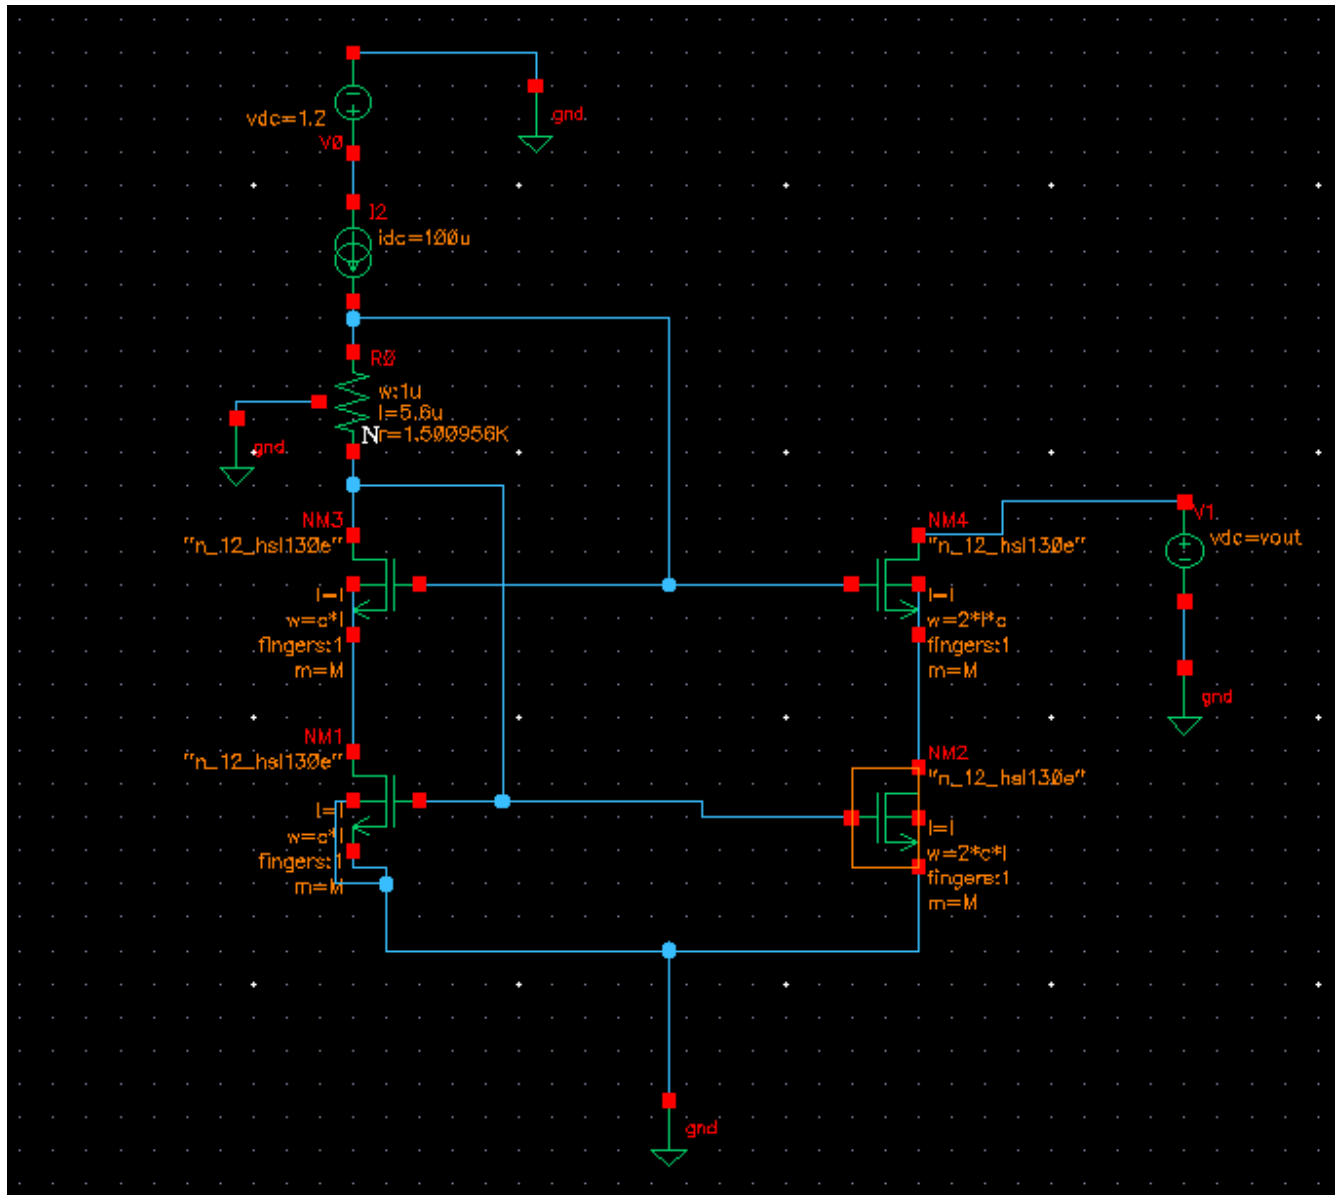 vdc=1.2
V0
gnd
I2
idc=100u
R0
w:1u
l=5.6u
r=1.500956K
N
gnd
NM3
"n_12_hsl130e"
l=l
w=c*l
fingers:1
m=M
NM4
"n_12_hsl130e"
l=l
w=2*l*c
fingers:1
m=M
V1
vdc=vout
gnd
NM1
"n_12_hsl130e"
l=l
w=c*l
fingers:1
m=M
NM2
"n_12_hsl130e"
l=l
w=2*c*l
fingers:1
m=M
gnd